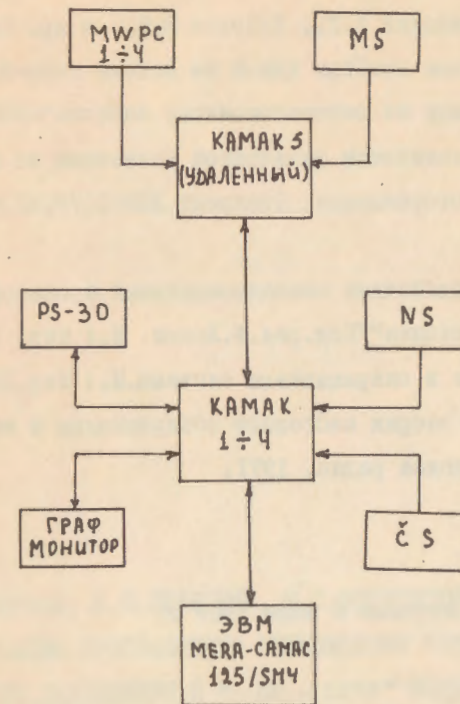 MWPC
1÷4
MS
КАМАК 5
(УДАЛЕННЫЙ)
PS-30
NS
КАМАК
1÷4
ГРАФ
МОНИТОР
Č S
ЭВМ
MERA-CAMAC
125/SM4